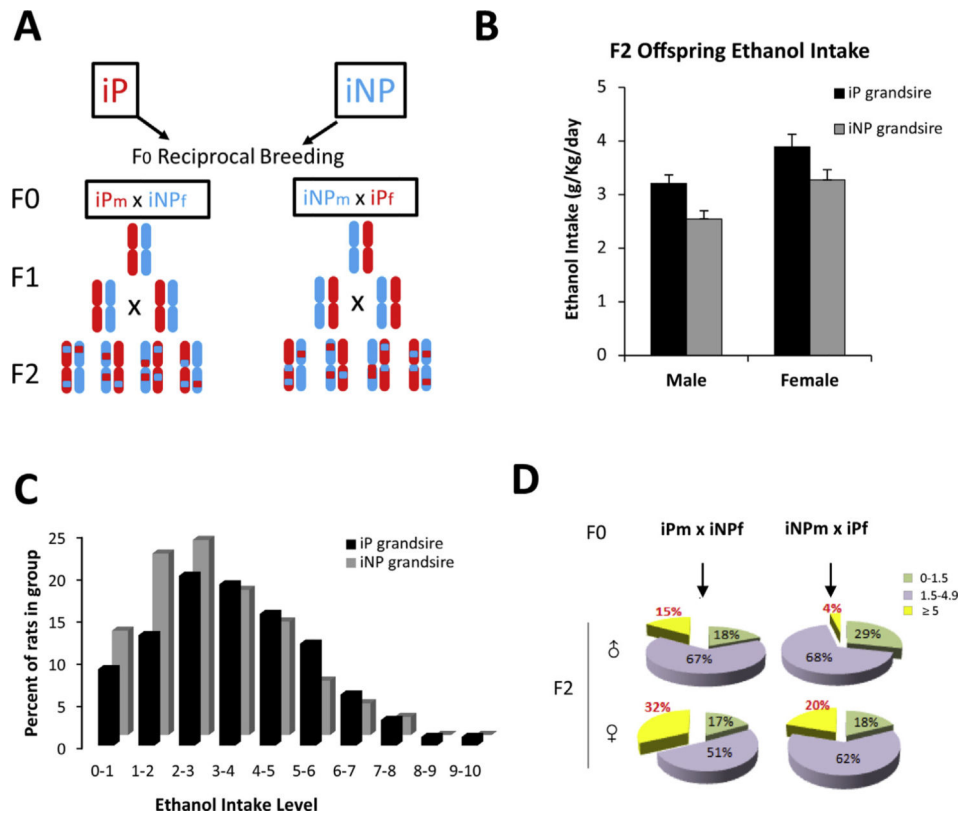 A
iP
iNP
F0 Reciprocal Breeding
F0
iPm x iNPf
iNPm x iPf
F1
x
x
F2
B
F2 Offspring Ethanol Intake
iP grandsire
iNP grandsire
Ethanol Intake (g/Kg/day)
6
5
4
3
2
1
0
Male
Female
C
Percent of rats in group
25
20
15
10
5
0
iP grandsire
iNP grandsire
0-1 1-2 2-3 3-4 4-5 5-6 6-7 7-8 8-9 9-10
Ethanol Intake Level
D
F0
iPm x iNPf
iNPm x iPf
0-1.5
1.5-4.9
≥ 5
F2
♂
15%
18%
67%
4%
29%
68%
♀
32%
17%
51%
20%
18%
62%